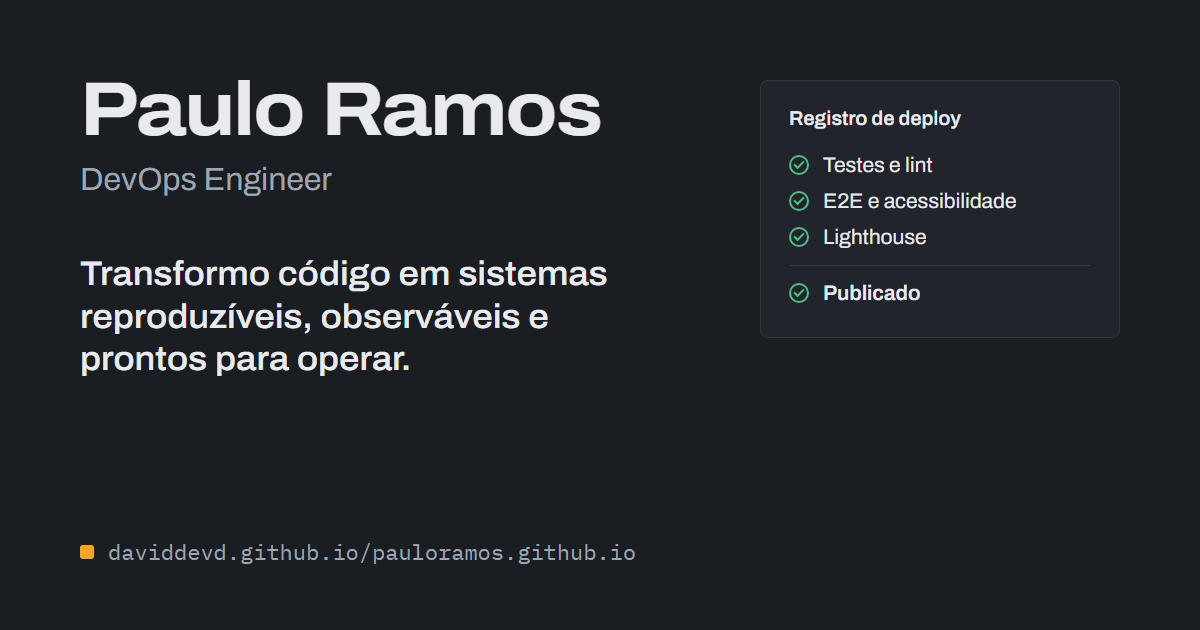 Paulo Ramos
DevOps Engineer
Transformo código em sistemas
reproduzíveis, observáveis e
prontos para operar.
Registro de deploy
Testes e lint
E2E e acessibilidade
Lighthouse
Publicado
daviddevd.github.io/pauloramos.github.io